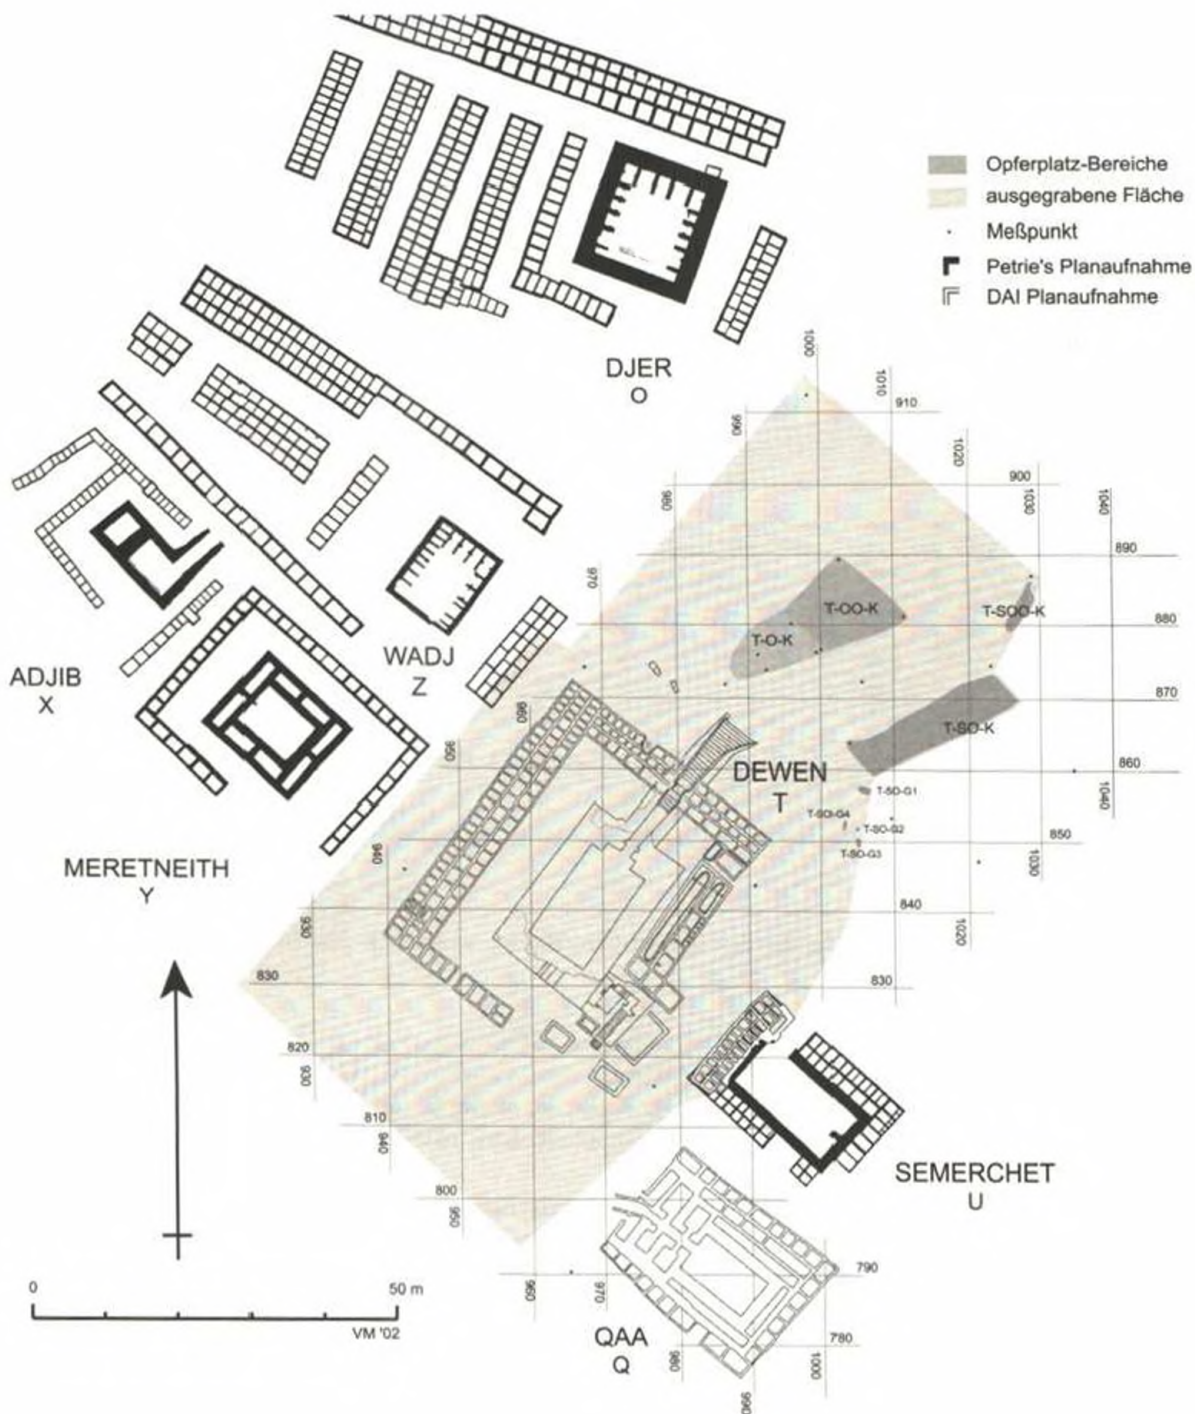 Opferplatz-Bereiche
ausgegrabene Fläche
Meßpunkt
Petrie's Planaufnahme
DAI Planaufnahme
DJER
O
1000
1010
910
990
1020
900
980
1030
1040
890
970
T-OO-K
T-SOO-K
880
T-O-K
WADJ
Z
ADJIB
X
870
960
T-SO-K
950
DEWEN
T
860
1040
T-SO-G1
T-SO-G4
T-SO-G2
T-SO-G3
850
1030
940
MERETNEITH
Y
840
930
1020
830
830
820
930
810
940
SEMERCHET
U
800
950
790
960
970
0
50 m
VM '02
QAA
Q
780
980
1000
990